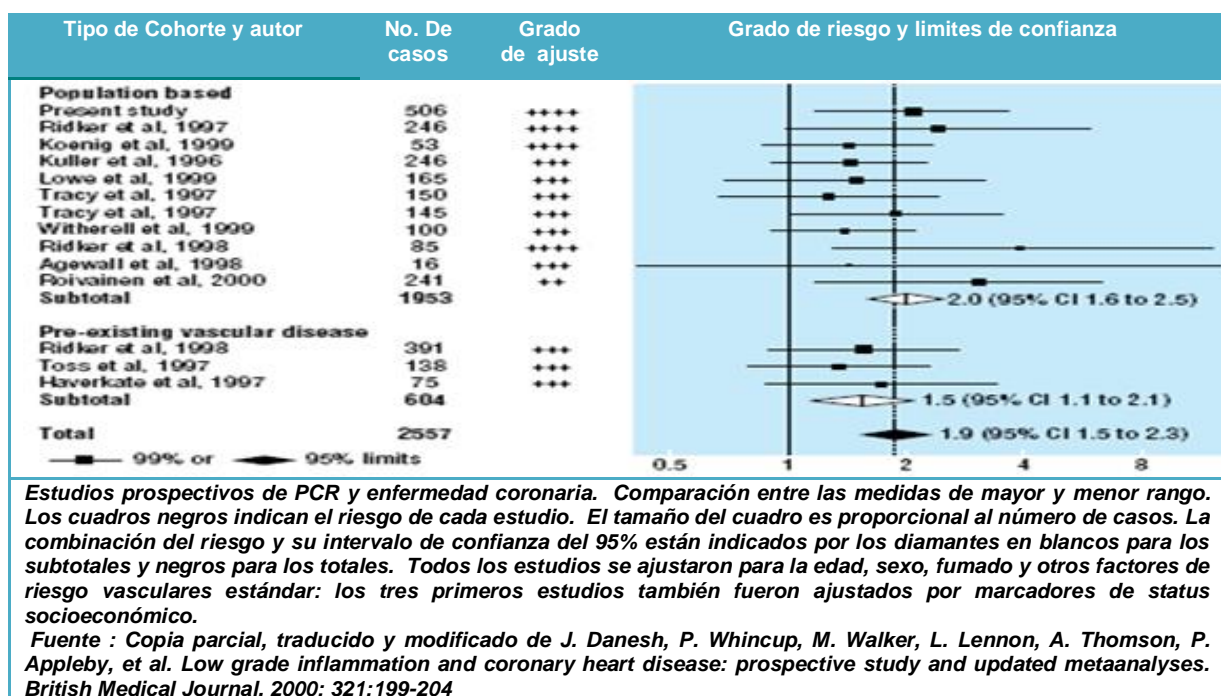 Tipo de Cohorte y autor No. De casos Grado de ajuste Grado de riesgo y limites de confianza
Population based
Present study 506 ++++
Ridker et al, 1997 246 ++++
Koenig et al, 1999 53 ++++
Kuller et al, 1996 246 +++
Lowe et al, 1999 165 +++
Tracy et al, 1997 150 +++
Tracy et al, 1997 145 +++
Witherell et al, 1999 100 +++
Ridker et al, 1998 85 ++++
Agewall et al, 1998 16 +++
Roivainen et al, 2000 241 ++
Subtotal 1953 2.0 (95% CI 1.6 to 2.5)
Pre-existing vascular disease
Ridker et al, 1998 391 +++
Toss et al, 1997 138 +++
Haverkate et al, 1997 75 +++
Subtotal 604 1.5 (95% CI 1.1 to 2.1)
Total 2557 1.9 (95% CI 1.5 to 2.3)
99% or 95% limits
0.5 1 2 4 8
Estudios prospectivos de PCR y enfermedad coronaria. Comparación entre las medidas de mayor y menor rango.
Los cuadros negros indican el riesgo de cada estudio. El tamaño del cuadro es proporcional al número de casos. La
combinación del riesgo y su intervalo de confianza del 95% están indicados por los diamantes en blancos para los
subtotales y negros para los totales. Todos los estudios se ajustaron para la edad, sexo, fumado y otros factores de
riesgo vasculares estándar: los tres primeros estudios también fueron ajustados por marcadores de status
socioeconómico.
Fuente : Copia parcial, traducido y modificado de J. Danesh, P. Whincup, M. Walker, L. Lennon, A. Thomson, P.
Appleby, et al. Low grade inflammation and coronary heart disease: prospective study and updated metaanalyses.
British Medical Journal. 2000; 321:199-204